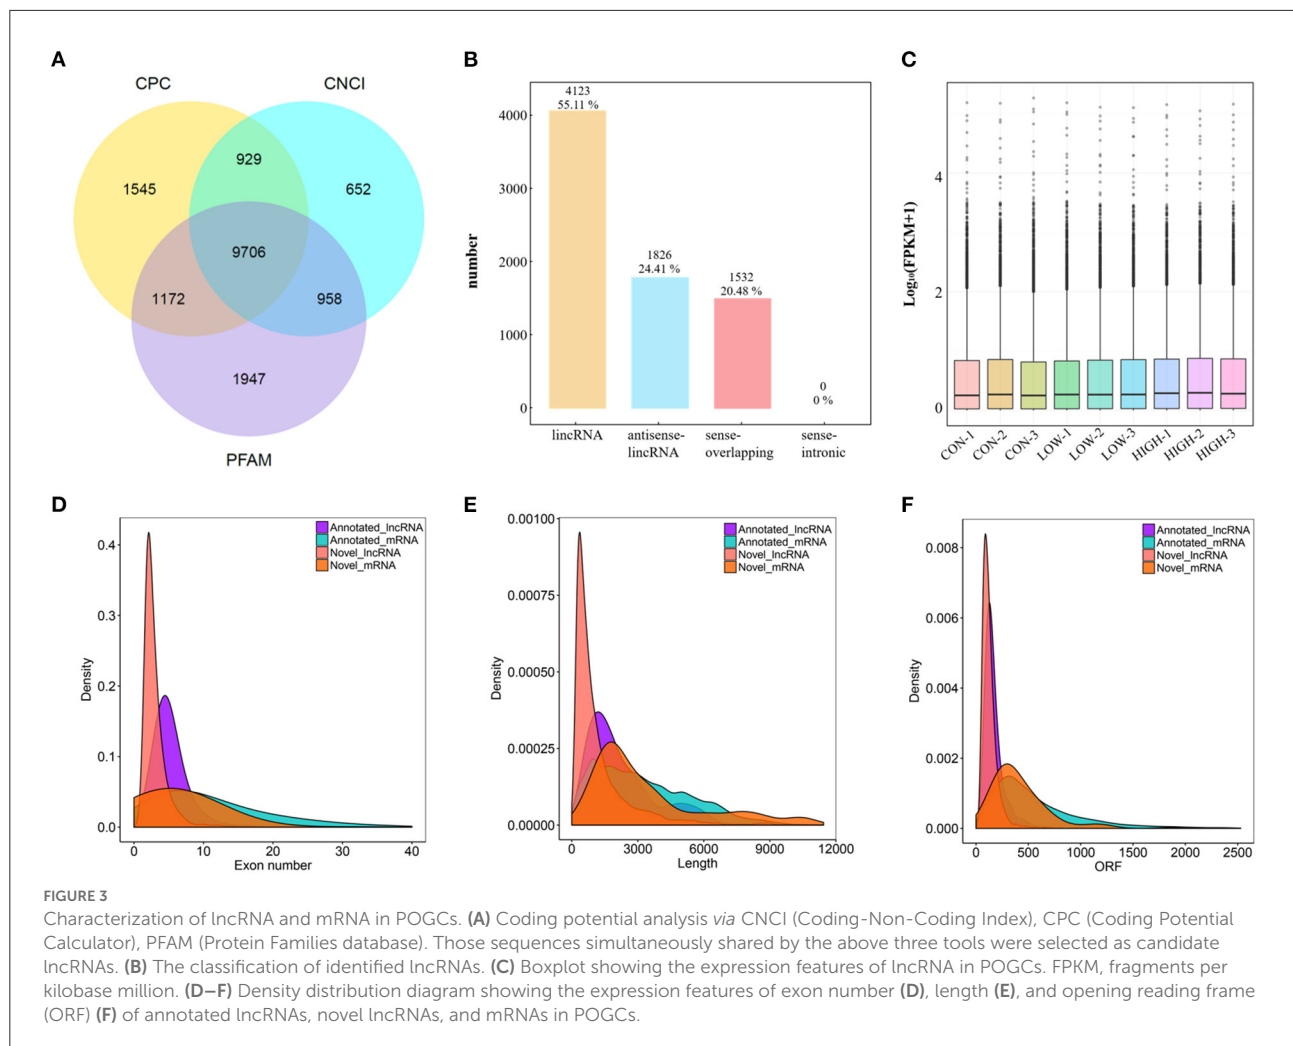 A
CPC
CNCI
929
1545
652
9706
1172
958
1947
PFAM
B
number
4000
3000
2000
1000
0
4123
55.11 %
1826
24.41 %
1532
20.48 %
0
0 %
lincRNA
antisense-
lincRNA
sense-
overlapping
sense-
intronic
C
Log₁₀(FPKM+1)
4
2
0
CON-1
CON-2
CON-3
LOW-1
LOW-2
LOW-3
HIGH-1
HIGH-2
HIGH-3
D
Annotated_lncRNA
Annotated_mRNA
Novel_lncRNA
Novel_mRNA
Density
0.4
0.3
0.2
0.1
0.0
0
10
20
30
40
Exon number
E
Annotated_lncRNA
Annotated_mRNA
Novel_lncRNA
Novel_mRNA
Density
0.00100
0.00075
0.00050
0.00025
0.00000
0
3000
6000
9000
12000
Length
F
Annotated_lncRNA
Annotated_mRNA
Novel_lncRNA
Novel_mRNA
Density
0.008
0.006
0.004
0.002
0.000
0
500
1000
1500
2000
2500
ORF
FIGURE 3
Characterization of lncRNA and mRNA in POGCs. (A) Coding potential analysis via CNCI (Coding-Non-Coding Index), CPC (Coding Potential
Calculator), PFAM (Protein Families database). Those sequences simultaneously shared by the above three tools were selected as candidate
lncRNAs. (B) The classification of identified lncRNAs. (C) Boxplot showing the expression features of lncRNA in POGCs. FPKM, fragments per
kilobase million. (D–F) Density distribution diagram showing the expression features of exon number (D), length (E), and opening reading frame
(ORF) (F) of annotated lncRNAs, novel lncRNAs, and mRNAs in POGCs.